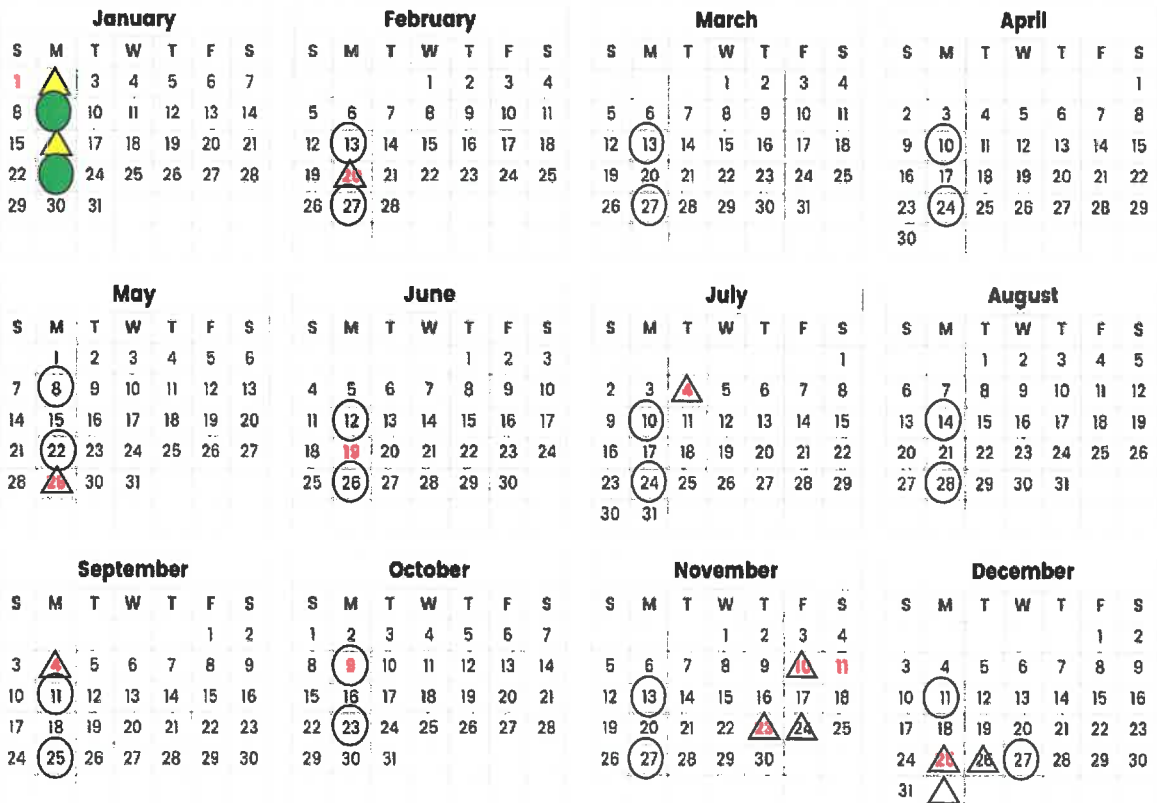 January February March April
S M T W T F S S M T W T F S S M T W T F S S M T W T F S
1 3 4 5 6 7 1 2 3 4 1 2 3 4 1
8 10 11 12 13 14 5 6 7 8 9 10 11 5 6 7 8 9 10 11 2 3 4 5 6 7 8
15 17 18 19 20 21 12 13 14 15 16 17 18 12 13 14 15 16 17 18 9 10 11 12 13 14 15
22 24 25 26 27 28 19 20 21 22 23 24 25 19 20 21 22 23 24 25 16 17 18 19 20 21 22
29 30 31 26 27 28 26 27 28 29 30 31 23 24 25 26 27 28 29
30
May June July August
S M T W T F S S M T W T F S S M T W T F S S M T W T F S
1 2 3 4 5 6 1 2 3 1 1 2 3 4 5
7 8 9 10 11 12 13 4 5 6 7 8 9 10 2 3 4 5 6 7 8 6 7 8 9 10 11 12
14 15 16 17 18 19 20 11 12 13 14 15 16 17 9 10 11 12 13 14 15 13 14 15 16 17 18 19
21 22 23 24 25 26 27 18 19 20 21 22 23 24 16 17 18 19 20 21 22 20 21 22 23 24 25 26
28 29 30 31 25 26 27 28 29 30 23 24 25 26 27 28 29 27 28 29 30 31
30 31
September October November December
S M T W T F S S M T W T F S S M T W T F S S M T W T F S
1 2 1 2 3 4 5 6 7 1 2 3 4 1 2
3 4 5 6 7 8 9 8 9 10 11 12 13 14 5 6 7 8 9 10 11 3 4 5 6 7 8 9
10 11 12 13 14 15 16 15 16 17 18 19 20 21 12 13 14 15 16 17 18 10 11 12 13 14 15 16
17 18 19 20 21 22 23 22 23 24 25 26 27 28 19 20 21 22 23 24 25 17 18 19 20 21 22 23
24 25 26 27 28 29 30 29 30 31 26 27 28 29 30 24 25 26 27 28 29 30
31